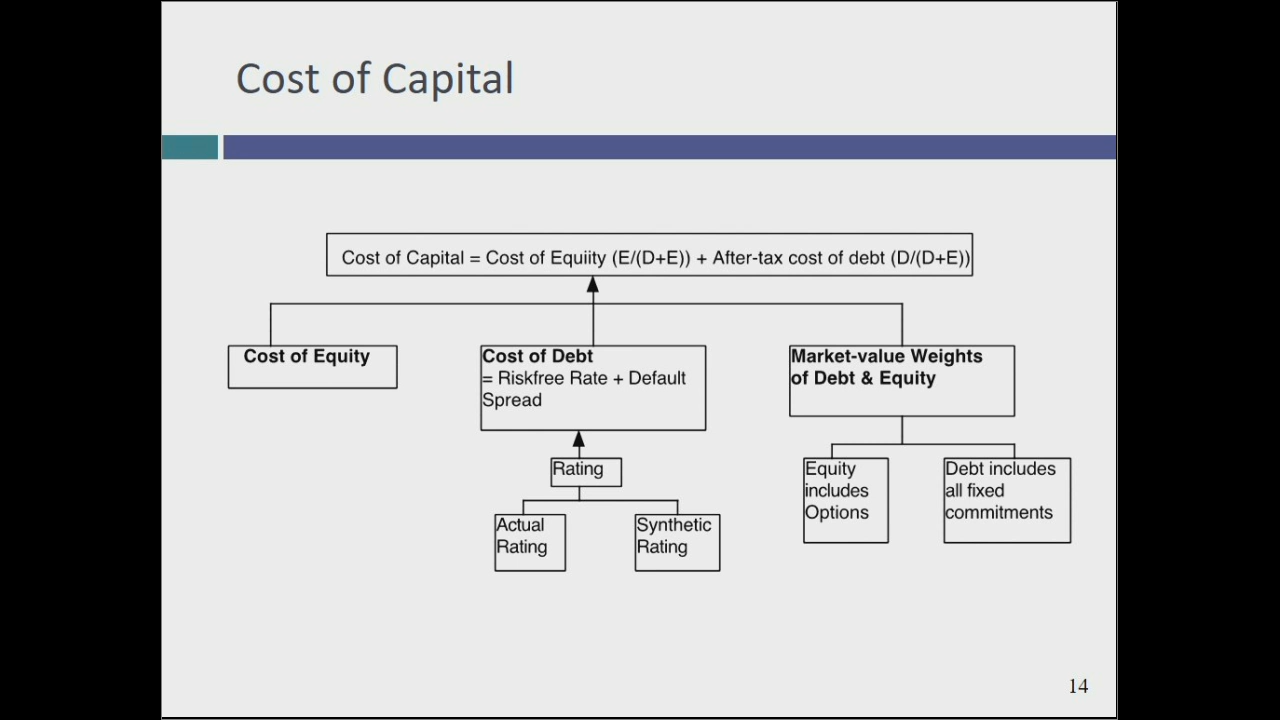 Cost of Capital
Cost of Capital = Cost of Equiity (E/(D+E)) + After-tax cost of debt (D/(D+E))
Cost of Equity
Cost of Debt
= Riskfree Rate + Default
Spread
Market-value Weights
of Debt & Equity
Rating
Actual
Rating
Synthetic
Rating
Equity
includes
Options
Debt includes
all fixed
commitments
14